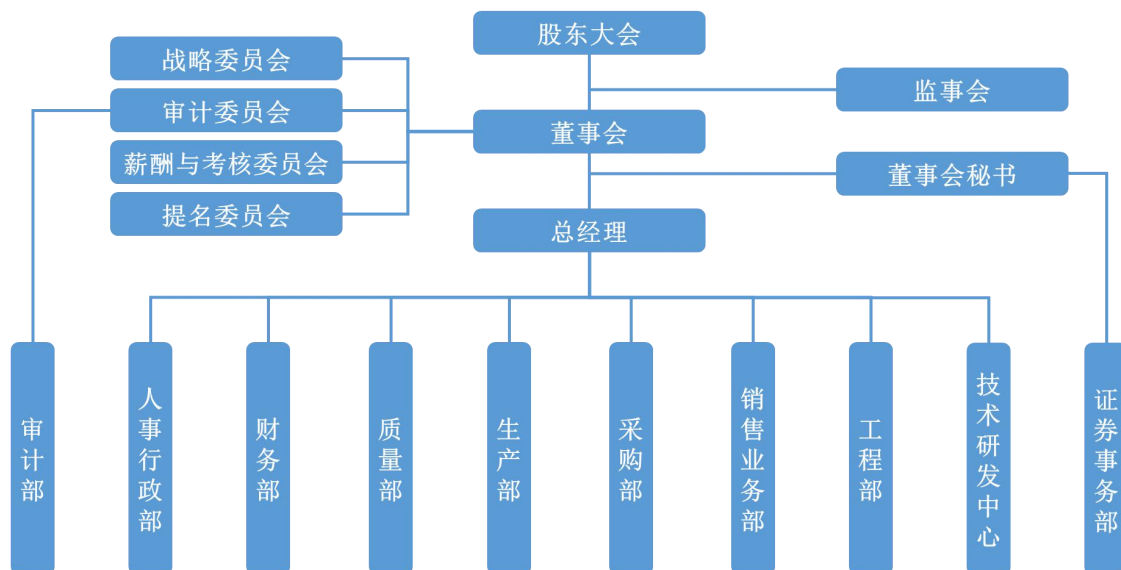 股东大会
战略委员会
监事会
审计委员会
董事会
薪酬与考核委员会
董事会秘书
提名委员会
总经理
审计部
人事行政部
财务部
质量部
生产部
采购部
销售业务部
工程部
技术研发中心
证券事务部